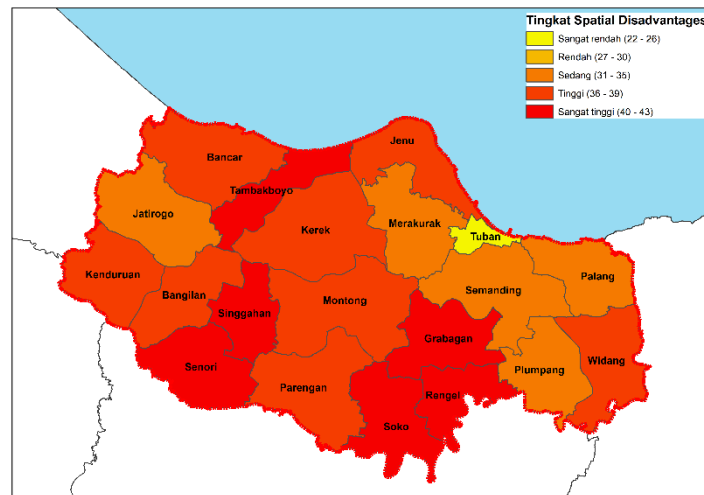 Tingkat Spatial Disadvantages
Sangat rendah (22 - 26)
Rendah (27 - 30)
Sedang (31 - 35)
Tinggi (36 - 39)
Sangat tinggi (40 - 43)
Jenu
Bancar
Tambakboyo
Jatirogo
Merakurak
Kerek
Tuban
Kenduruan
Palang
Bangilan
Semanding
Montong
Singgahan
Grabagan
Senori
Widang
Plumpang
Parengan
Rengel
Soko